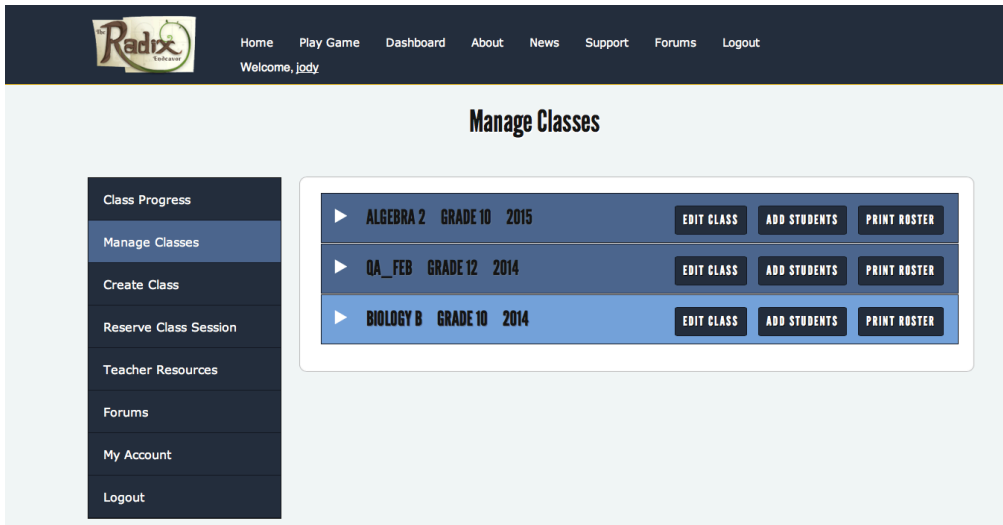 The
Radix
Endeavor
Home Play Game Dashboard About News Support Forums Logout
Welcome, jody
Manage Classes
Class Progress
Manage Classes
Create Class
Reserve Class Session
Teacher Resources
Forums
My Account
Logout
ALGEBRA 2 GRADE 10 2015 EDIT CLASS ADD STUDENTS PRINT ROSTER
QA_FEB GRADE 12 2014 EDIT CLASS ADD STUDENTS PRINT ROSTER
BIOLOGY B GRADE 10 2014 EDIT CLASS ADD STUDENTS PRINT ROSTER